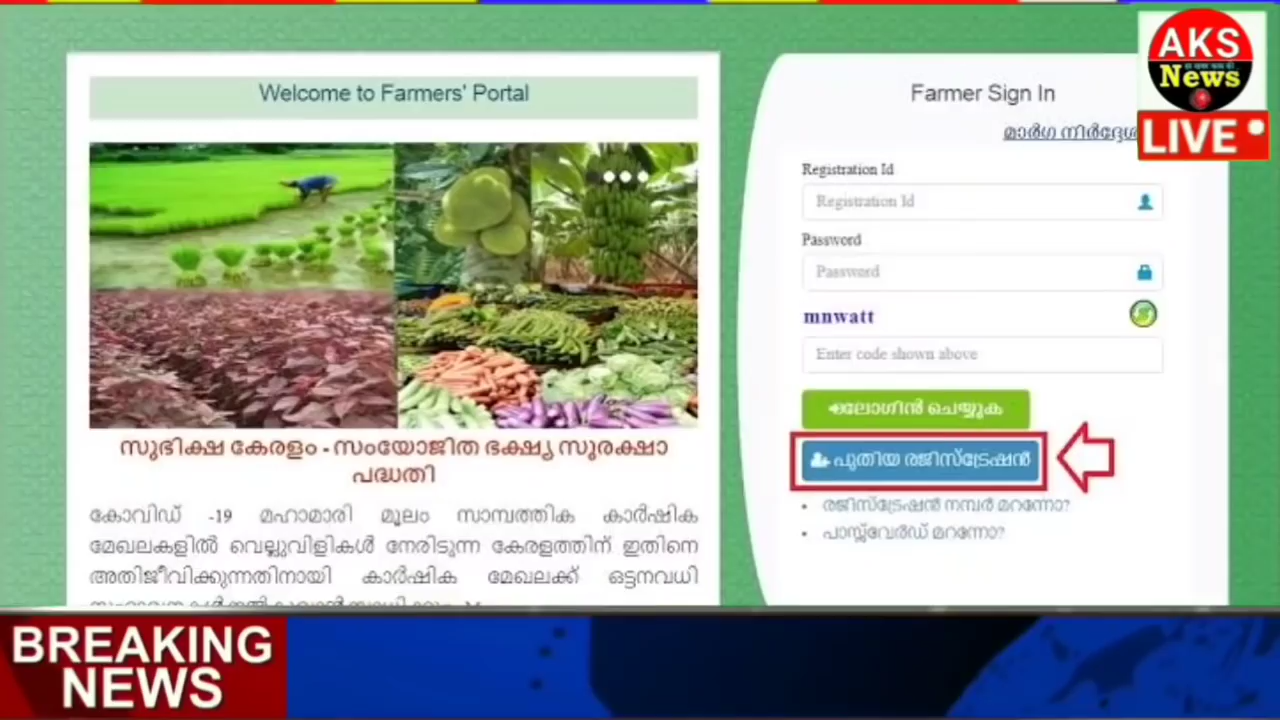 AKS
News
LIVE
Welcome to Farmers' Portal
സുഭിക്ഷ കേരളം - സംയോജിത ഭക്ഷ്യ സുരക്ഷാ
പദ്ധതി
കോവിഡ് -19 മഹാമാരി മൂലം സാമ്പത്തിക കാർഷിക
മേഖലകളിൽ വെല്ലുവിളികൾ നേരിടുന്ന കേരളത്തിന് ഇതിനെ
അതിജീവിക്കുന്നതിനായി കാർഷിക മേഖലക്ക് ഒട്ടനവധി
Farmer Sign In
മാർഗ
Registration Id
Registration Id
Password
Password
mnwatt
Enter code shown above
ലോഗിൻ ചെയ്യുക
പുതിയ രജിസ്ട്രേഷൻ
രജിസ്ട്രേഷൻ നമ്പർ മറന്നോ?
പാസ്സ്‌വേർഡ് മറന്നോ?
BREAKING
NEWS